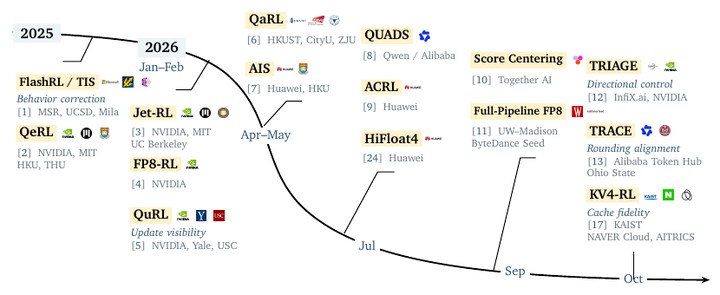 2025
FlashRL / TIS
Behavior correction
[1] MSR, UCSD, Mila
QeRL
[2] NVIDIA, MIT
HKU, THU
2026
Jan–Feb
Jet-RL
[3] NVIDIA, MIT
UC Berkeley
FP8-RL
[4] NVIDIA
QuRL
Update visibility
[5] NVIDIA, Yale, USC
QaRL
[6] HKUST, CityU, ZJU
AIS
[7] Huawei, HKU
Apr–May
QUADS
[8] Qwen / Alibaba
ACRL
[9] Huawei
HiFloat4
[24] Huawei
Jul
Score Centering
[10] Together AI
Full-Pipeline FP8
[11] UW–Madison
ByteDance Seed
Sep
TRIAGE
Directional control
[12] InfiX.ai, NVIDIA
TRACE
Rounding alignment
[13] Alibaba Token Hub
Ohio State
KV4-RL
Cache fidelity
[17] KAIST
NAVER Cloud, AITRICS
Oct